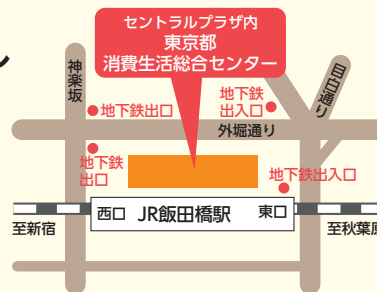 セントラルプラザ内
東京都
消費生活総合センター
神楽坂
目白通り
地下鉄出口
地下鉄
出入口
外堀通り
地下鉄
出口
地下鉄出入口
西口
JR飯田橋駅
東口
至新宿
至秋葉原